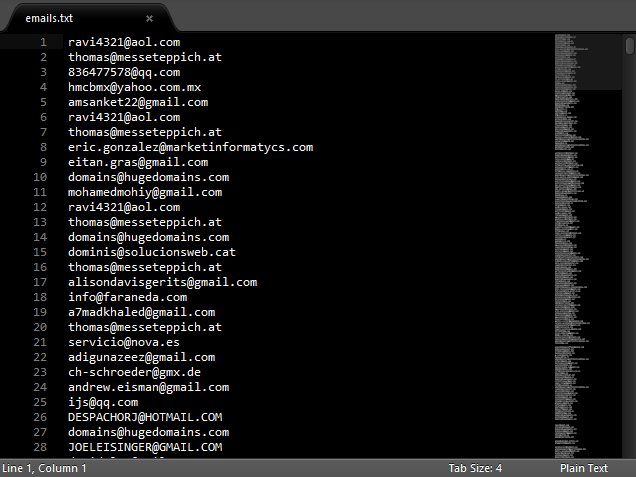 emails.txt
1 ravi4321@aol.com
2 thomas@messeteppich.at
3 836477578@qq.com
4 hmcbmx@yahoo.com.mx
5 amsanket22@gmail.com
6 ravi4321@aol.com
7 thomas@messeteppich.at
8 eric.gonzalez@marketinformatycs.com
9 eitan.gras@gmail.com
10 domains@hugedomains.com
11 mohamedmohiy@gmail.com
12 ravi4321@aol.com
13 thomas@messeteppich.at
14 domains@hugedomains.com
15 dominis@solucionsweb.cat
16 thomas@messeteppich.at
17 alisondavisgerits@gmail.com
18 info@faraneda.com
19 a7madkhaled@gmail.com
20 thomas@messeteppich.at
21 servicio@nova.es
22 adigunazeez@gmail.com
23 ch-schroeder@gmx.de
24 andrew.eisman@gmail.com
25 ijs@qq.com
26 DESPACHORJ@HOTMAIL.COM
27 domains@hugedomains.com
28 JOELEISINGER@GMAIL.COM
Line 1, Column 1 Tab Size: 4 Plain Text